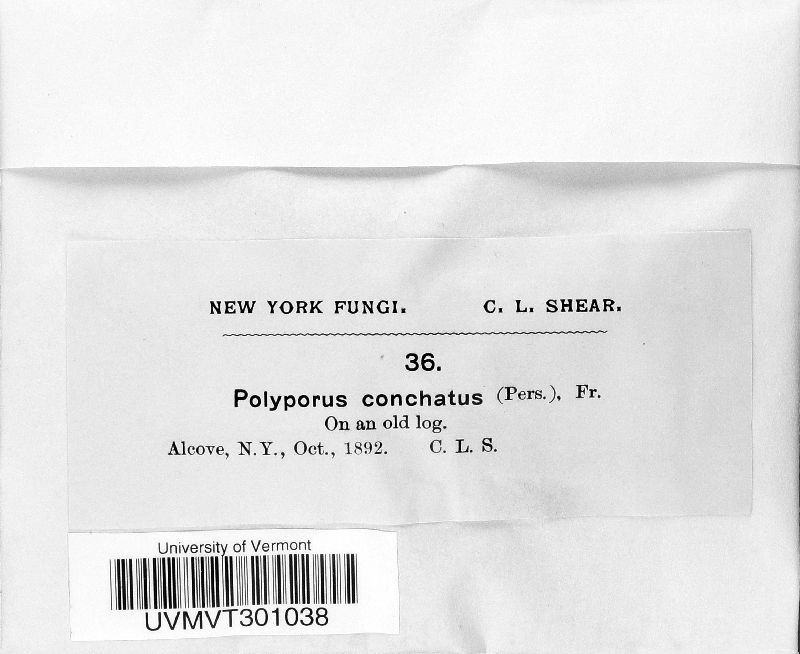 NEW YORK FUNGI. C. L. SHEAR.
36.
Polyporus conchatus (Pers.), Fr.
On an old log.
Alcove, N.Y., Oct., 1892. C. L. S.
University of Vermont
UVMVT301038